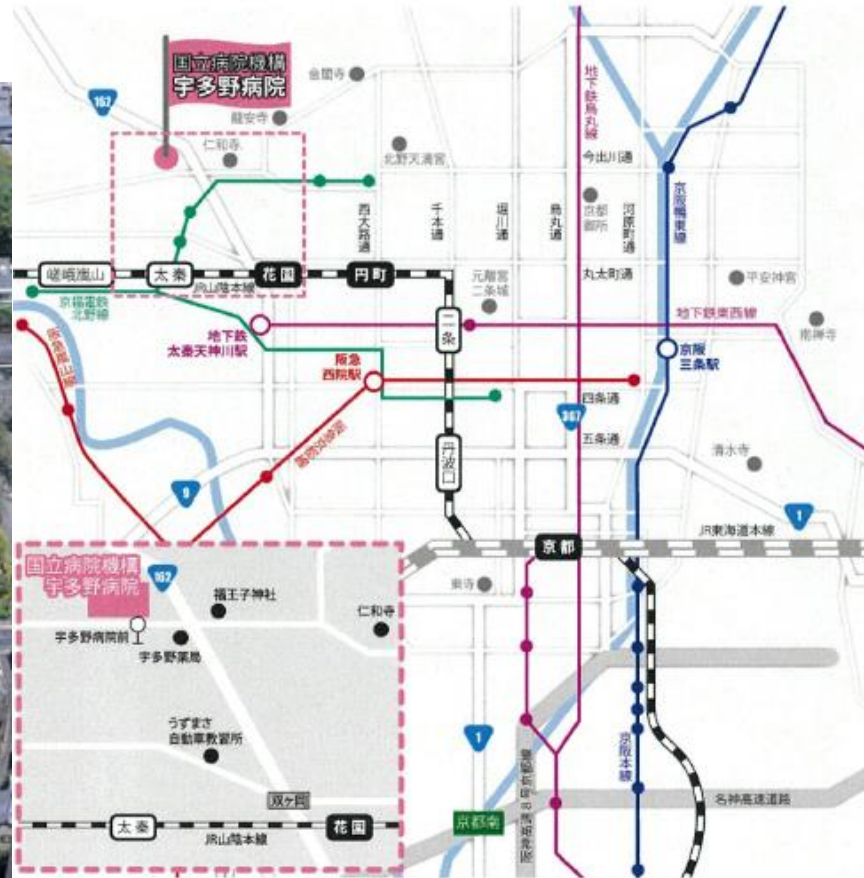 国立病院機構
宇多野病院
162
金閣寺
龍安寺
仁和寺
北野天満宮
地下鉄烏丸線
今出川通
京都
御所
京阪鴨東線
西大路通
千本通
堀川通
烏丸通
河原町通
丸太町通
嵯峨嵐山
太秦
花園
円町
JR山陰本線
京福電鉄
北野線
元離宮
二条城
平安神宮
地下鉄東西線
南禅寺
地下鉄
太秦天神川駅
二条
京阪
三条駅
阪急
西院駅
阪急嵐山線
四条通
367
五条通
阪急京都線
丹波口
清水寺
9
1
JR東海道本線
京都
東寺
国立病院機構
宇多野病院
162
福王子神社
仁和寺
宇多野病院前
宇多野薬局
うずまさ
自動車教習所
双ケ岡
太秦
花園
JR山陰本線
1
京都南
阪神高速8号京都線
京阪本線
名神高速道路